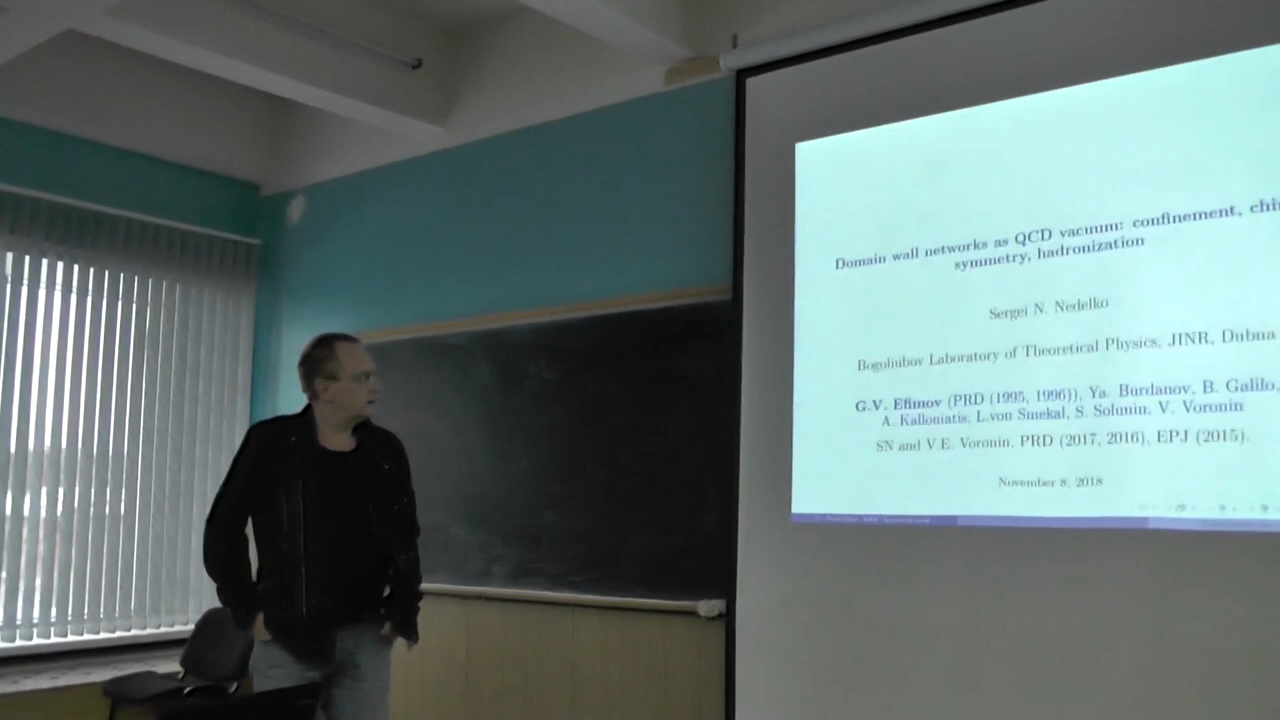 Domain wall networks as QCD vacuum: confinement, chi
symmetry, hadronization
Sergei N. Nedelko
Bogoliubov Laboratory of Theoretical Physics, JINR, Dubna
G.V. Efimov (PRD (1995, 1996)), Ya. Burdanov, B. Galilo,
A. Kalloniatis, L.von Smekal, S. Solunin, V. Voronin
SN and V.E. Voronin, PRD (2017, 2016), EPJ (2015).
November 8, 2018